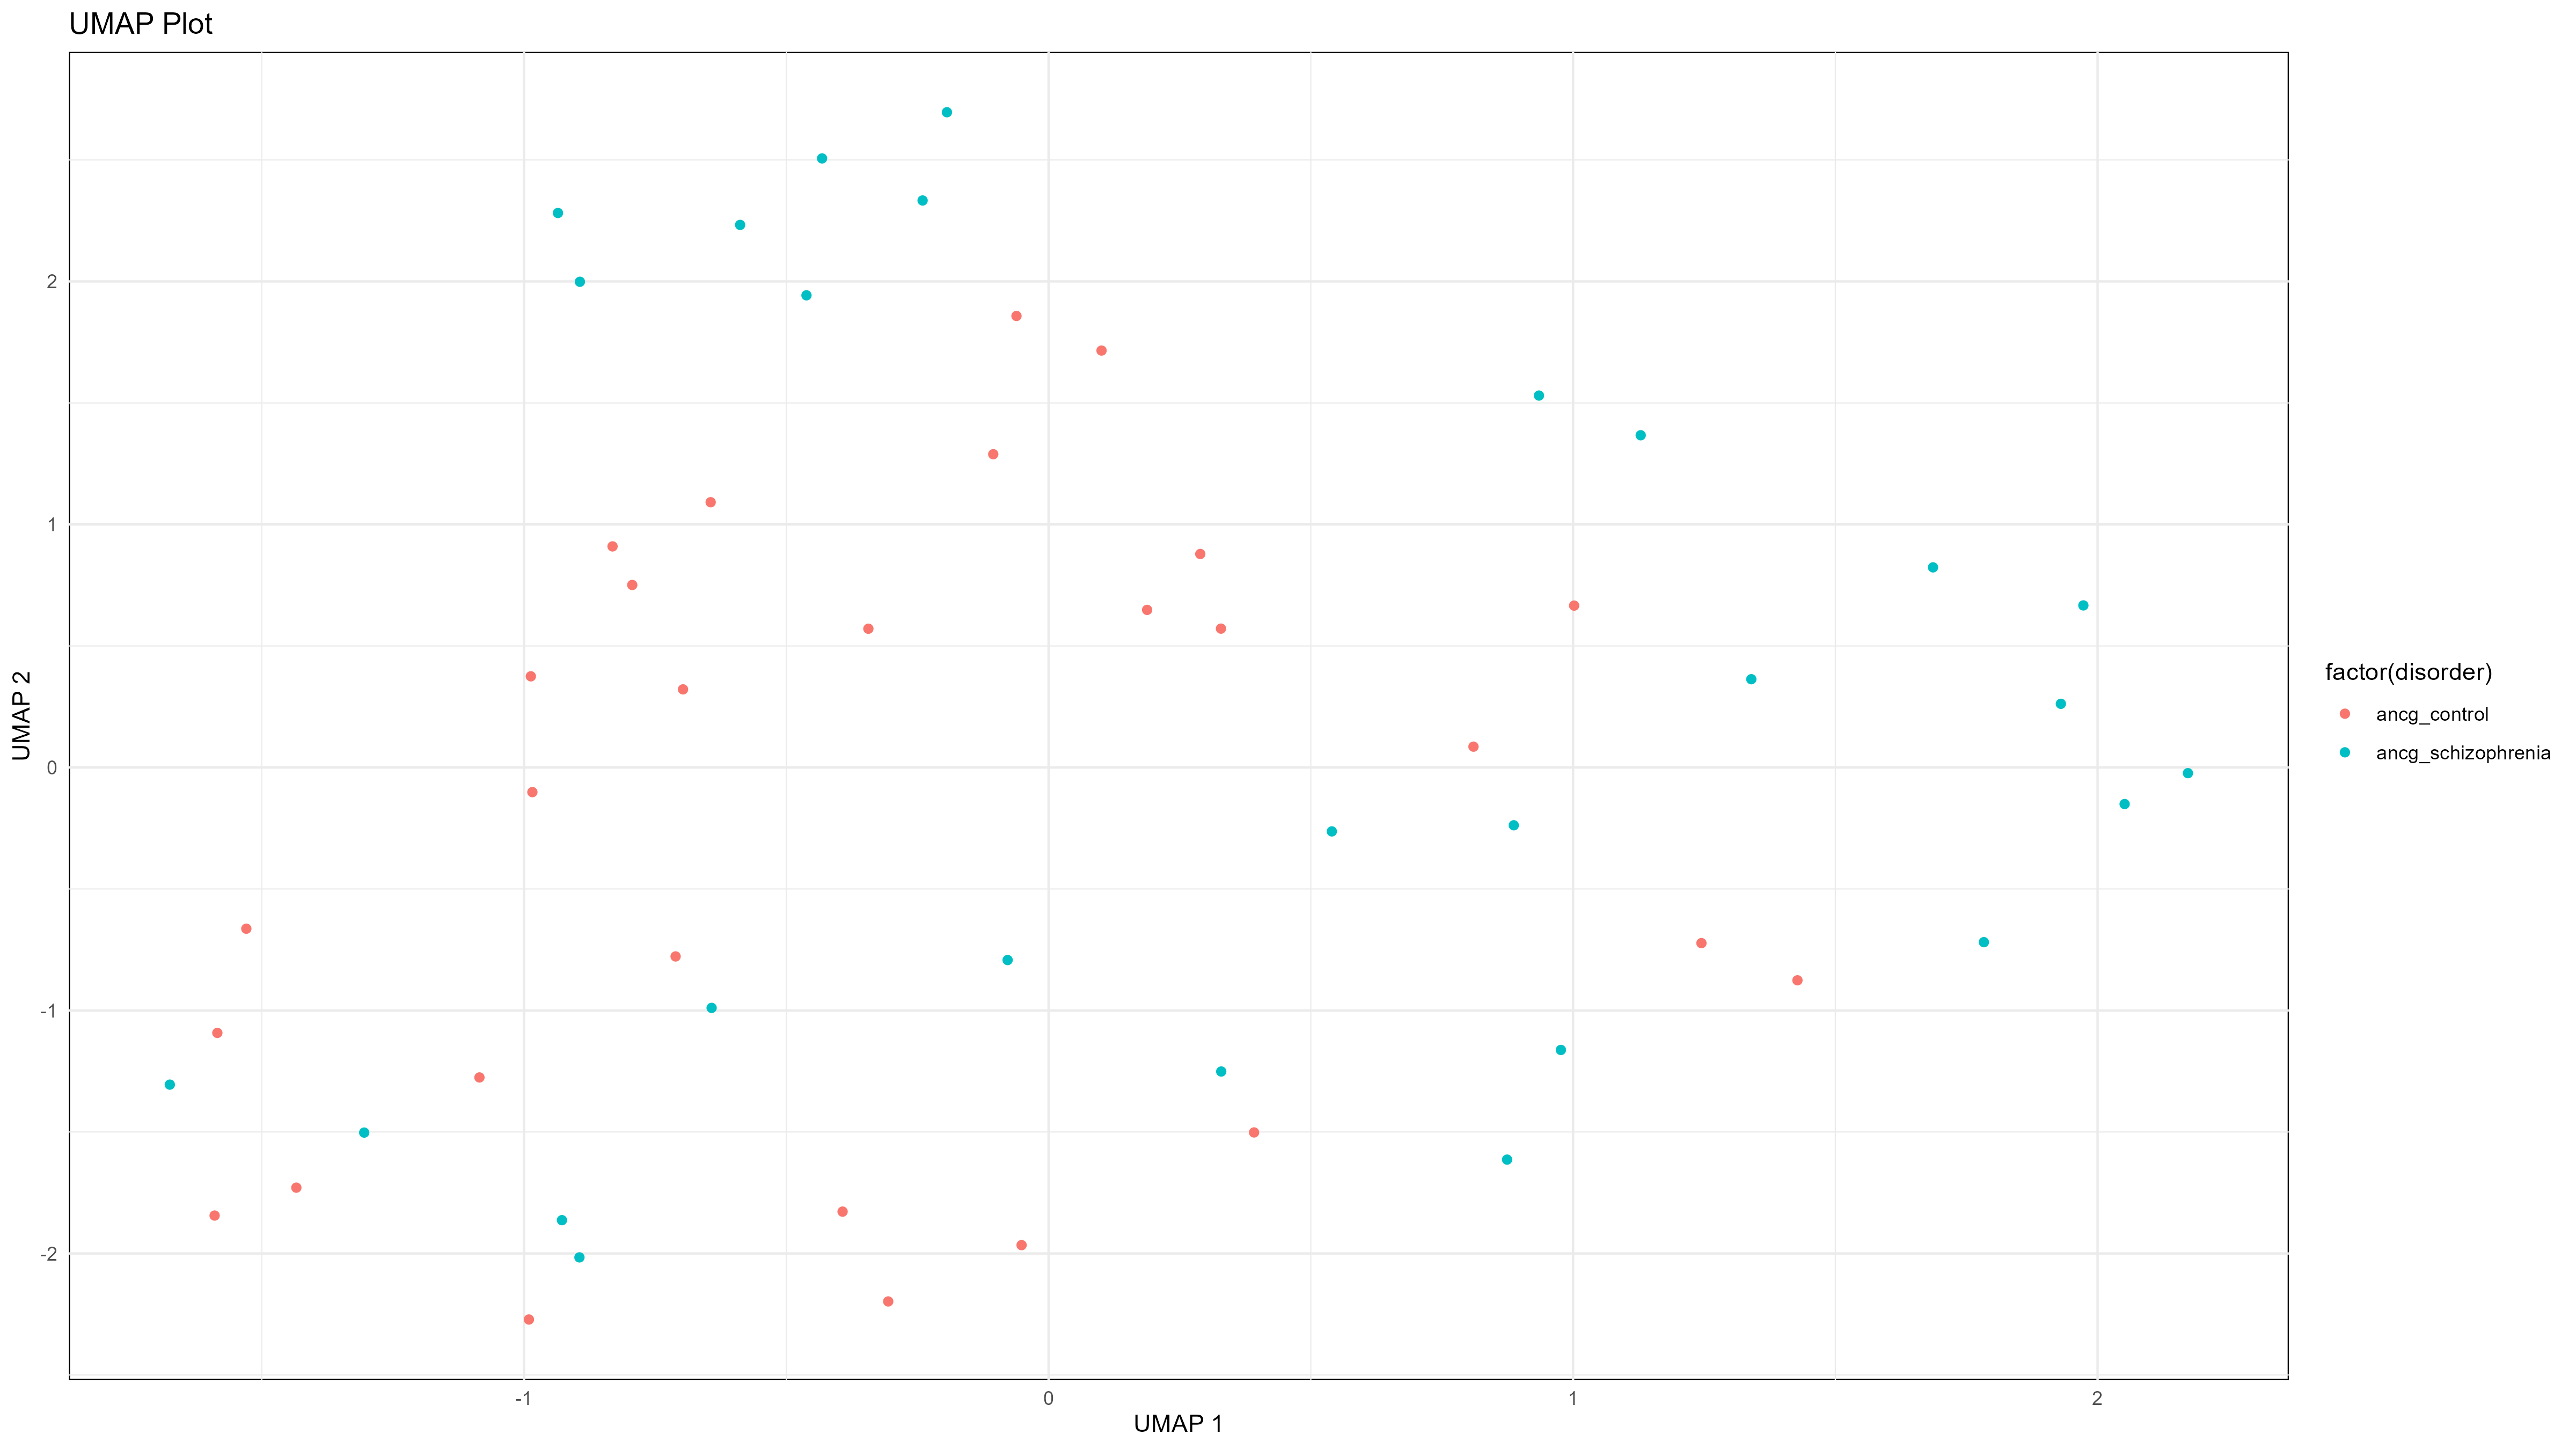 UMAP Plot
2
1
0
-1
-2
UMAP 2
-1
0
1
2
UMAP 1
factor(disorder)
ancg_control
ancg_schizophrenia